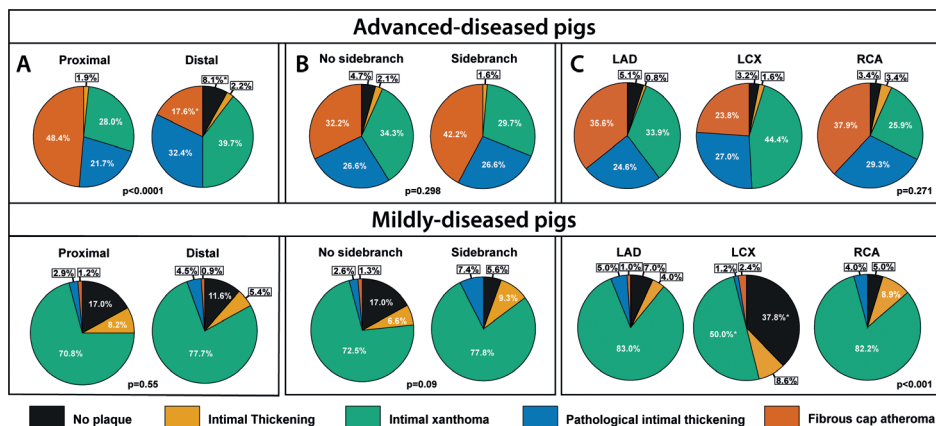 Advanced-diseased pigs
A
Proximal
Distal
1.9%
28.0%
21.7%
48.4%
8.1%*
2.2%
39.7%
32.4%
17.6%*
p<0.0001
B
No sidebranch
Sidebranch
4.7%
2.1%
34.3%
26.6%
32.2%
1.6%
29.7%
26.6%
42.2%
p=0.298
C
LAD
LCX
RCA
5.1%
0.8%
33.9%
24.6%
35.6%
3.2%
1.6%
44.4%
27.0%
23.8%
3.4%
3.4%
25.9%
29.3%
37.9%
p=0.271
Mildly-diseased pigs
Proximal
Distal
2.9%
1.2%
17.0%
8.2%
70.8%
4.5%
0.9%
11.6%
5.4%
77.7%
p=0.55
No sidebranch
Sidebranch
2.6%
1.3%
17.0%
6.6%
72.5%
7.4%
5.6%
9.3%
77.8%
p=0.09
LAD
LCX
RCA
5.0%
1.0%
7.0%
4.0%
83.0%
1.2%
2.4%
37.8%*
8.6%
50.0%*
4.0%
5.0%
8.9%
82.2%
p<0.001
No plaque
Intimal Thickening
Intimal xanthoma
Pathological intimal thickening
Fibrous cap atheroma